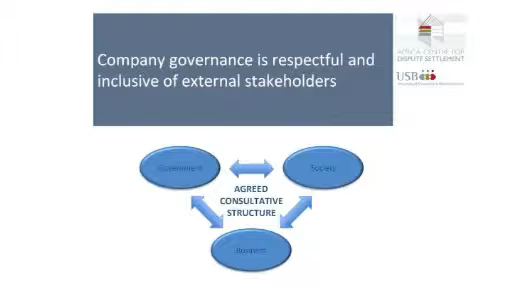 Company governance is respectful and
inclusive of external stakeholders
AFRICA CENTRE FOR
DISPUTE SETTLEMENT
USB
Government
Society
AGREED
CONSULTATIVE
STRUCTURE
Business